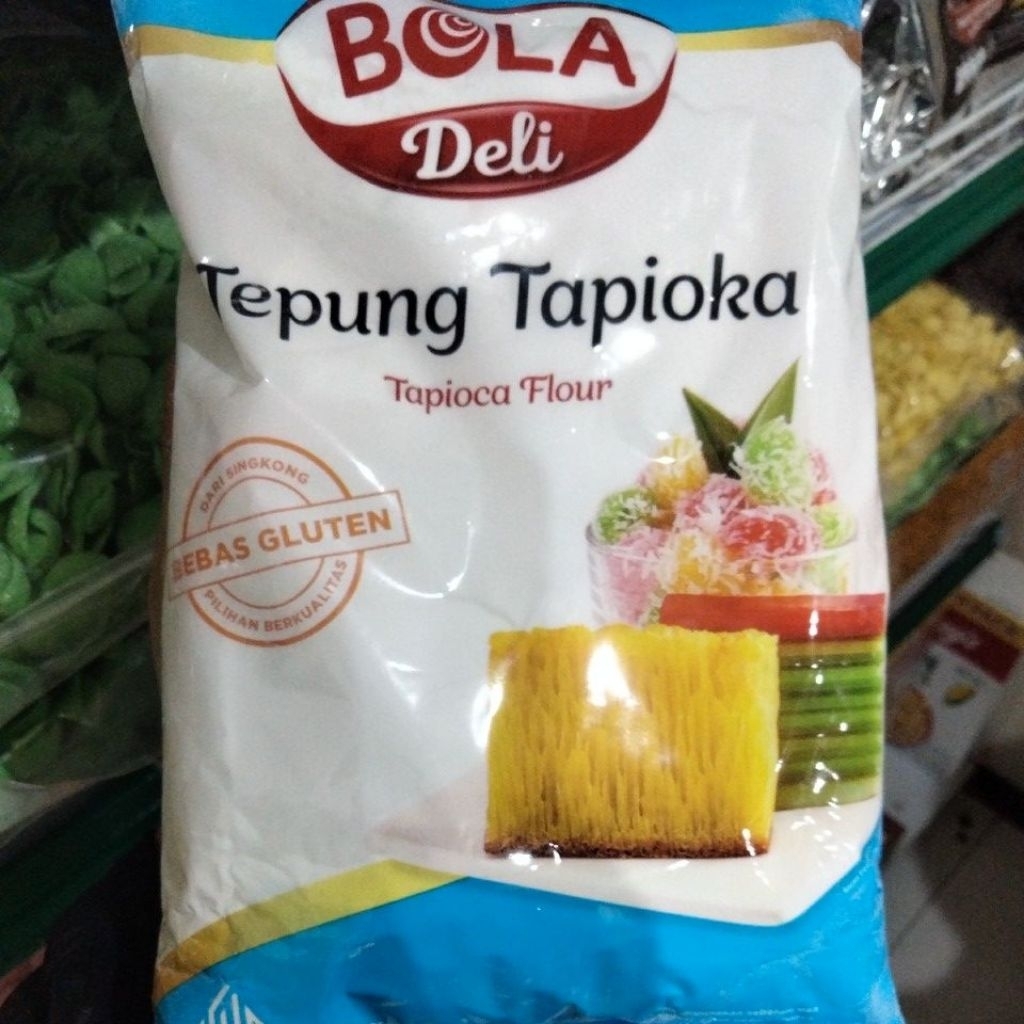 BOLA
Deli
Tepung Tapioka
Tapioca Flour
DARI SINGKONG
BEBAS GLUTEN
PILIHAN BERKUALITAS